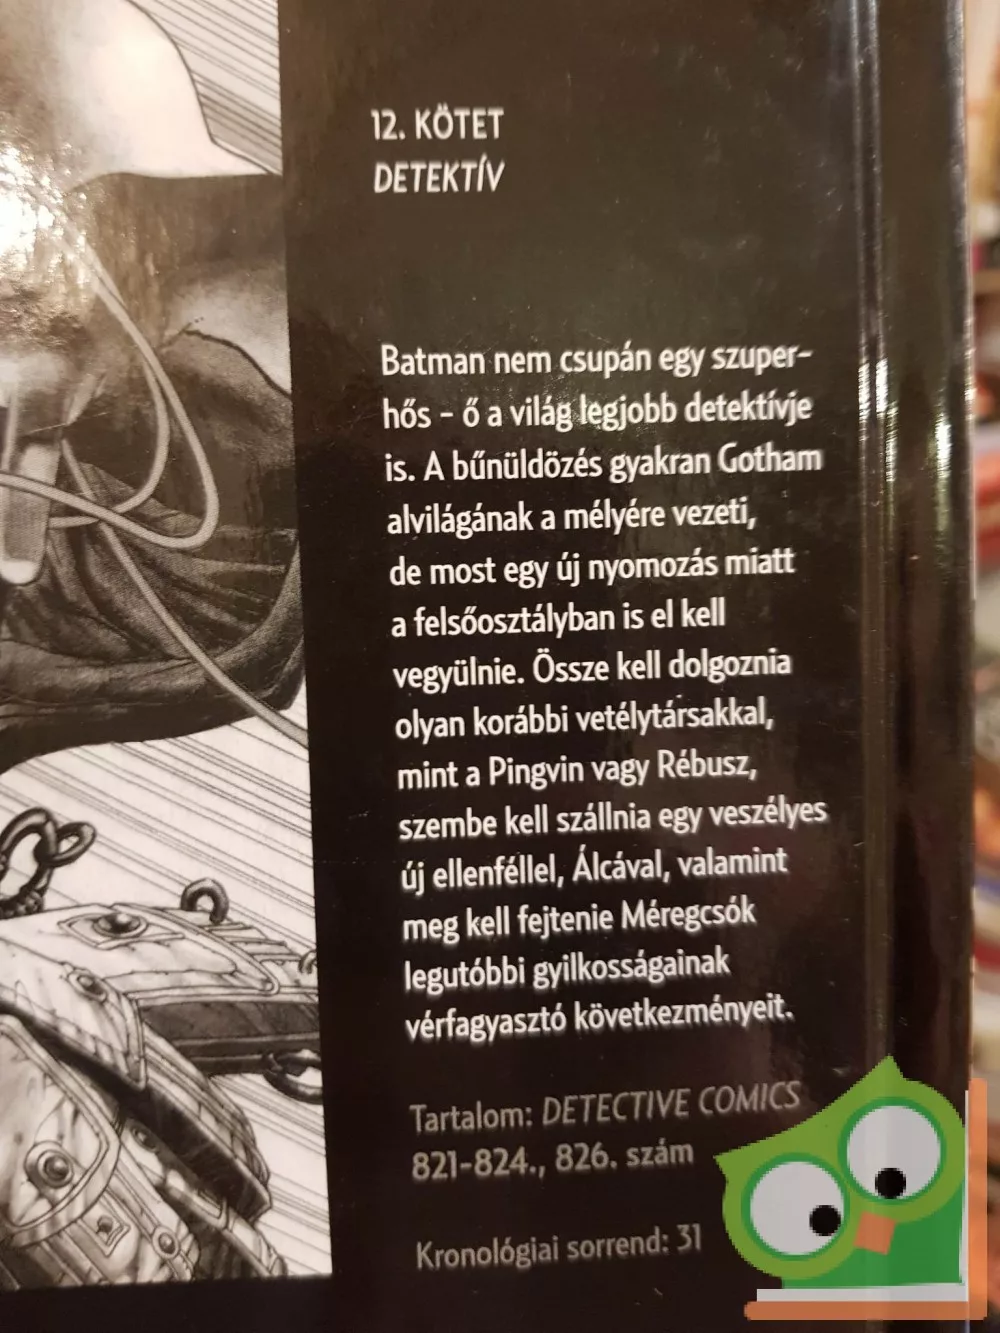 12. KÖTET
DETEKTÍV
Batman nem csupán egy szuper-
hős - ő a világ legjobb detektívje
is. A bűnüldözés gyakran Gotham
alvilágának a mélyére vezeti,
de most egy új nyomozás miatt
a felsőosztályban is el kell
vegyülnie. Össze kell dolgoznia
olyan korábbi vetélytársakkal,
mint a Pingvin vagy Rébusz,
szembe kell szállnia egy veszélyes
új ellenféllel, Álcával, valamint
meg kell fejtenie Méregcsók
legutóbbi gyilkosságainak
vérfagyasztó következményeit.
Tartalom: DETECTIVE COMICS
821-824., 826. szám
Kronológiai sorrend: 31